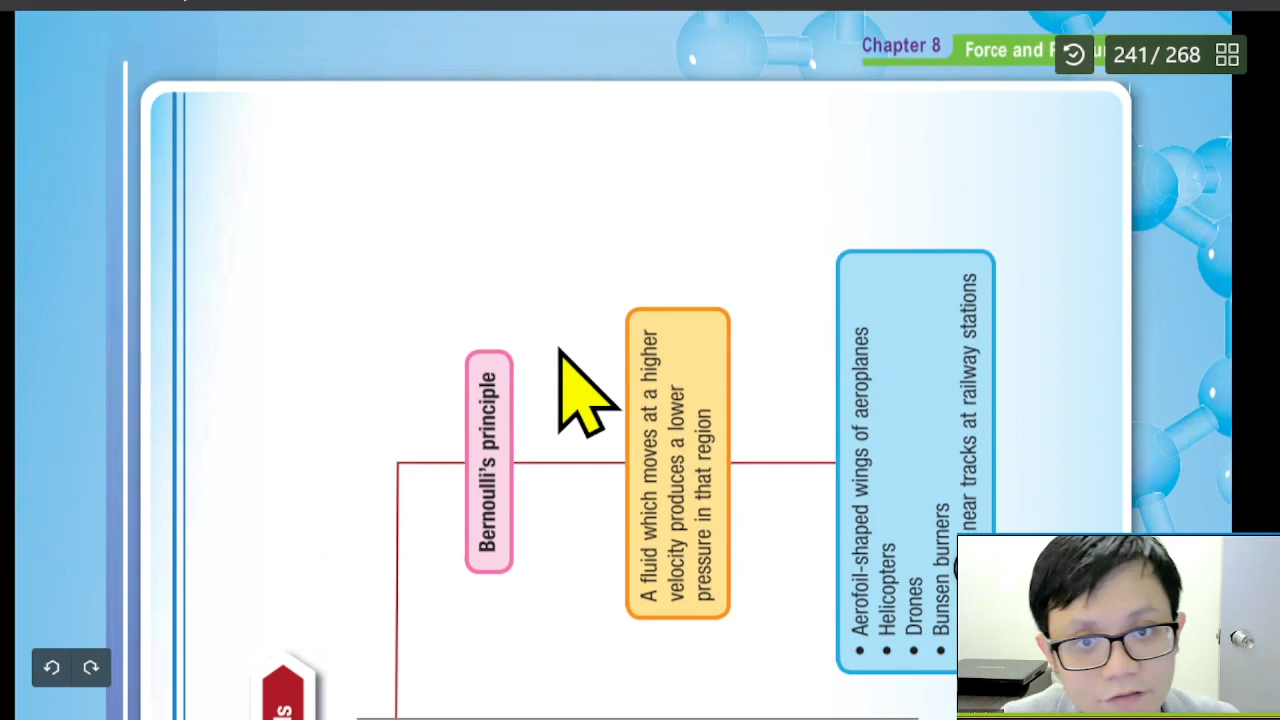 Chapter 8
Force and P
241/ 268
Bernoulli's principle
A fluid which moves at a higher
velocity produces a lower
pressure in that region
• Aerofoil-shaped wings of aeroplanes
• Helicopters
• Drones
• Bunsen burners
near tracks at railway stations